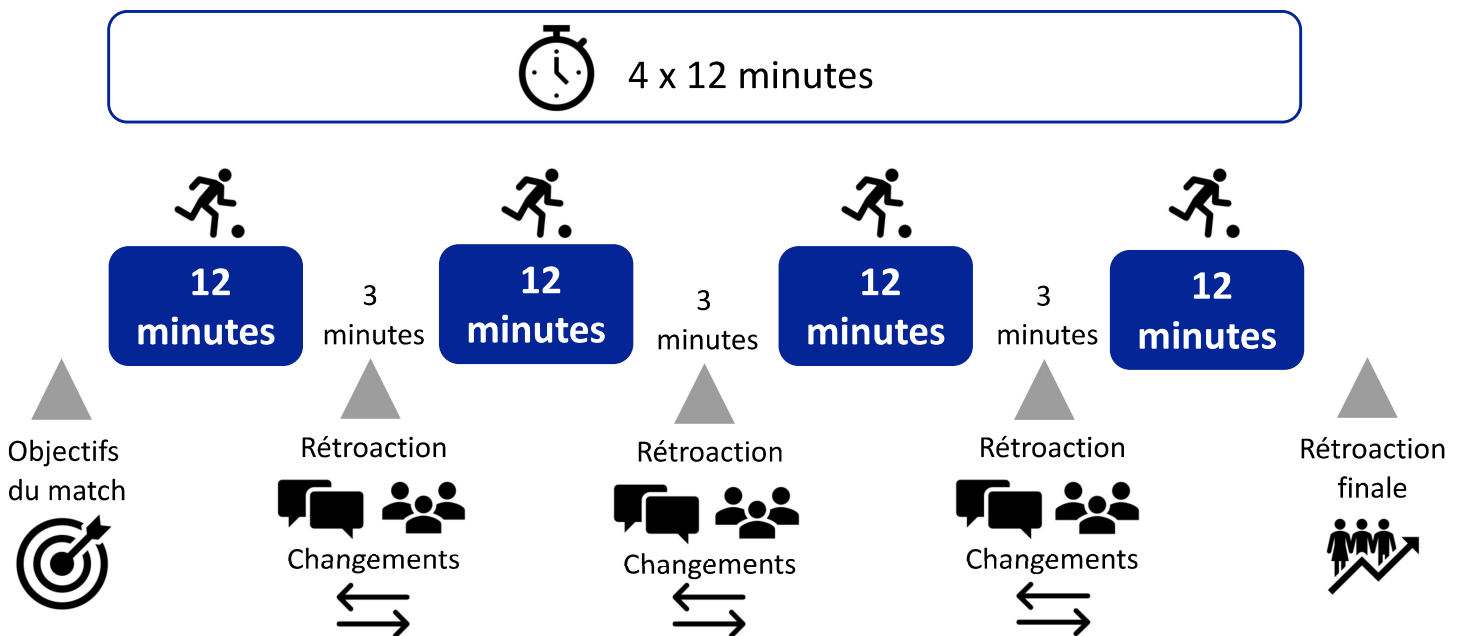 4 x 12 minutes
12
minutes
3
minutes
12
minutes
3
minutes
12
minutes
3
minutes
12
minutes
Objectifs
du match
Rétroaction
Changements
Rétroaction
Changements
Rétroaction
Changements
Rétroaction
finale